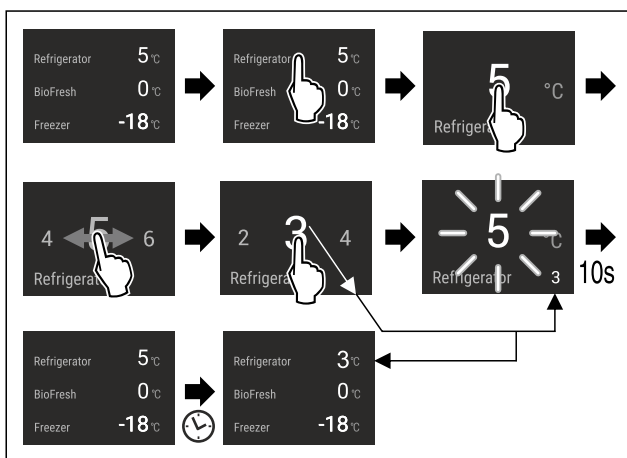 Refrigerator 5°C
BioFresh 0°C
Freezer -18°C
Refrigerator 5°C
BioFresh 0°C
Freezer -18°C
5 °C
Refrigerator
4 5 6
Refrigerator
2 3 4
Refrigerator
5 °C
Refrigerator 3
10s
Refrigerator 5°C
BioFresh 0°C
Freezer -18°C
Refrigerator 3°C
BioFresh 0°C
Freezer -18°C